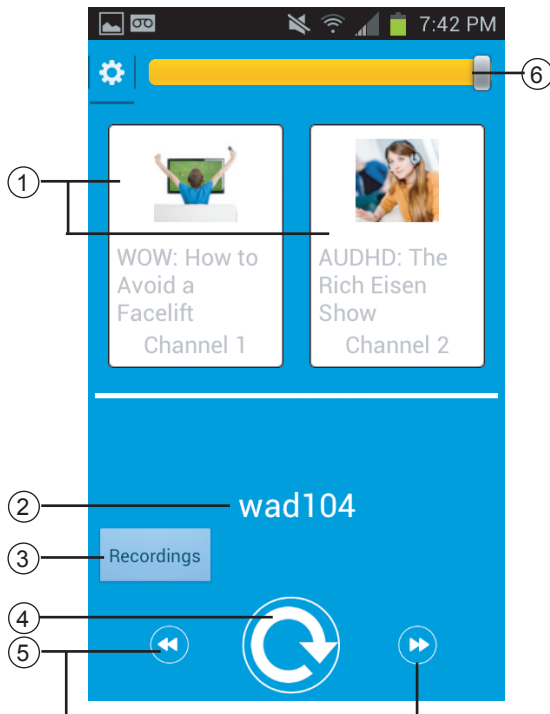 7:42 PM
6
1
WOW: How to
Avoid a
Facelift
Channel 1
AUDHD: The
Rich Eisen
Show
Channel 2
2
wad104
3
Recordings
4
5